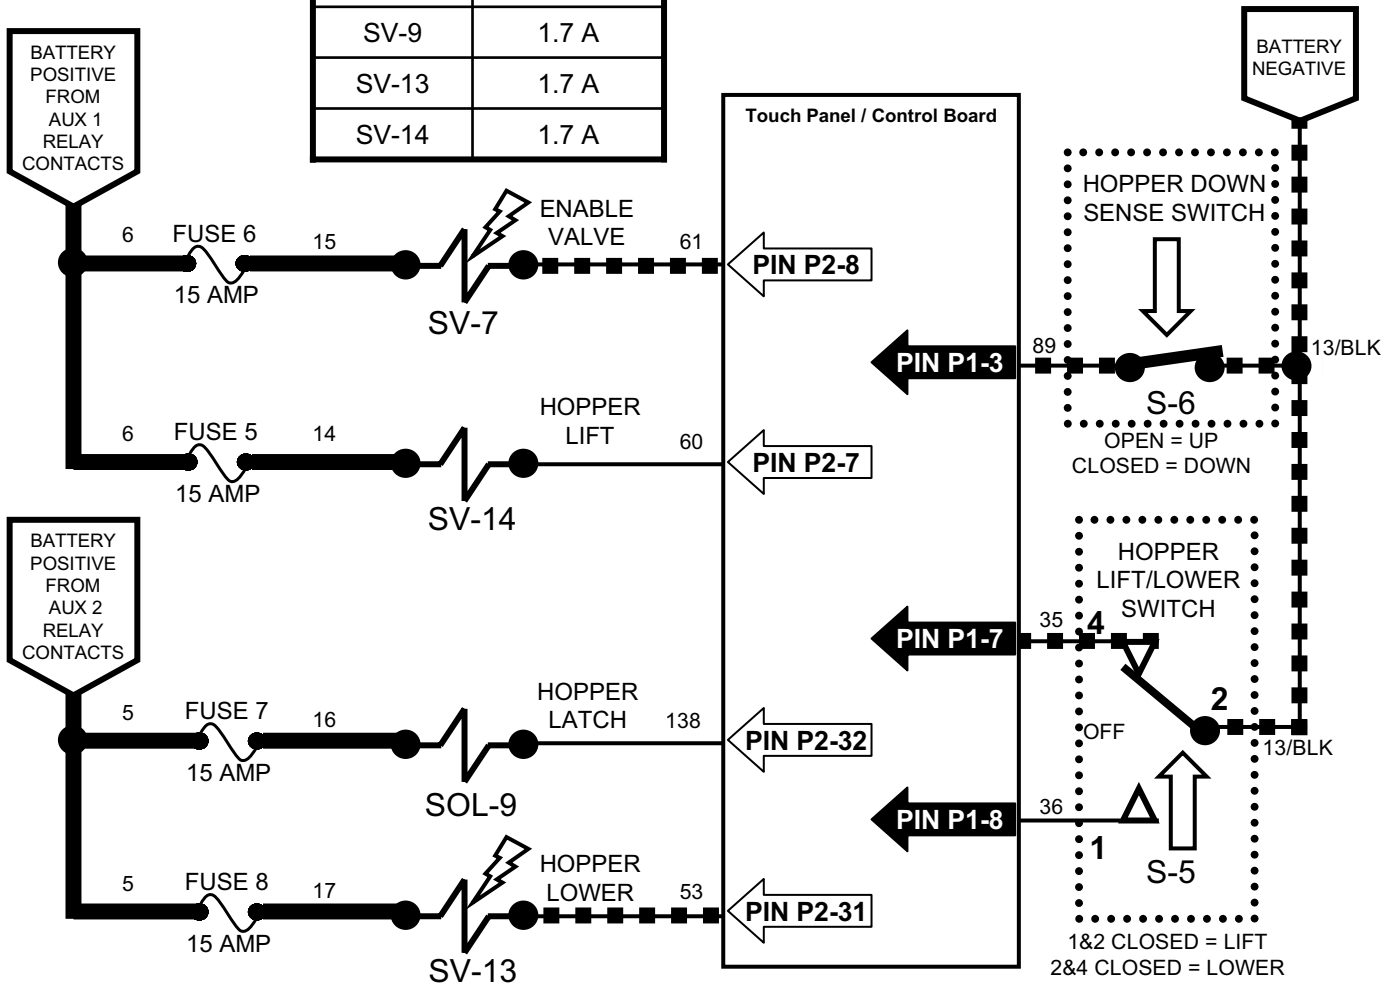 SV-9 1.7 A
SV-13 1.7 A
SV-14 1.7 A
BATTERY
POSITIVE
FROM
AUX 1
RELAY
CONTACTS
BATTERY
NEGATIVE
Touch Panel / Control Board
6 FUSE 6 15
15 AMP
SV-7
ENABLE
VALVE
61
PIN P2-8
HOPPER DOWN
SENSE SWITCH
PIN P1-3
89
13/BLK
S-6
OPEN = UP
CLOSED = DOWN
6 FUSE 5 14
15 AMP
SV-14
HOPPER
LIFT
60
PIN P2-7
BATTERY
POSITIVE
FROM
AUX 2
RELAY
CONTACTS
HOPPER
LIFT/LOWER
SWITCH
PIN P1-7
35
4
2
OFF
13/BLK
5 FUSE 7 16
15 AMP
SOL-9
HOPPER
LATCH
138
PIN P2-32
PIN P1-8
36
1
S-5
1&2 CLOSED = LIFT
2&4 CLOSED = LOWER
5 FUSE 8 17
15 AMP
SV-13
HOPPER
LOWER
53
PIN P2-31